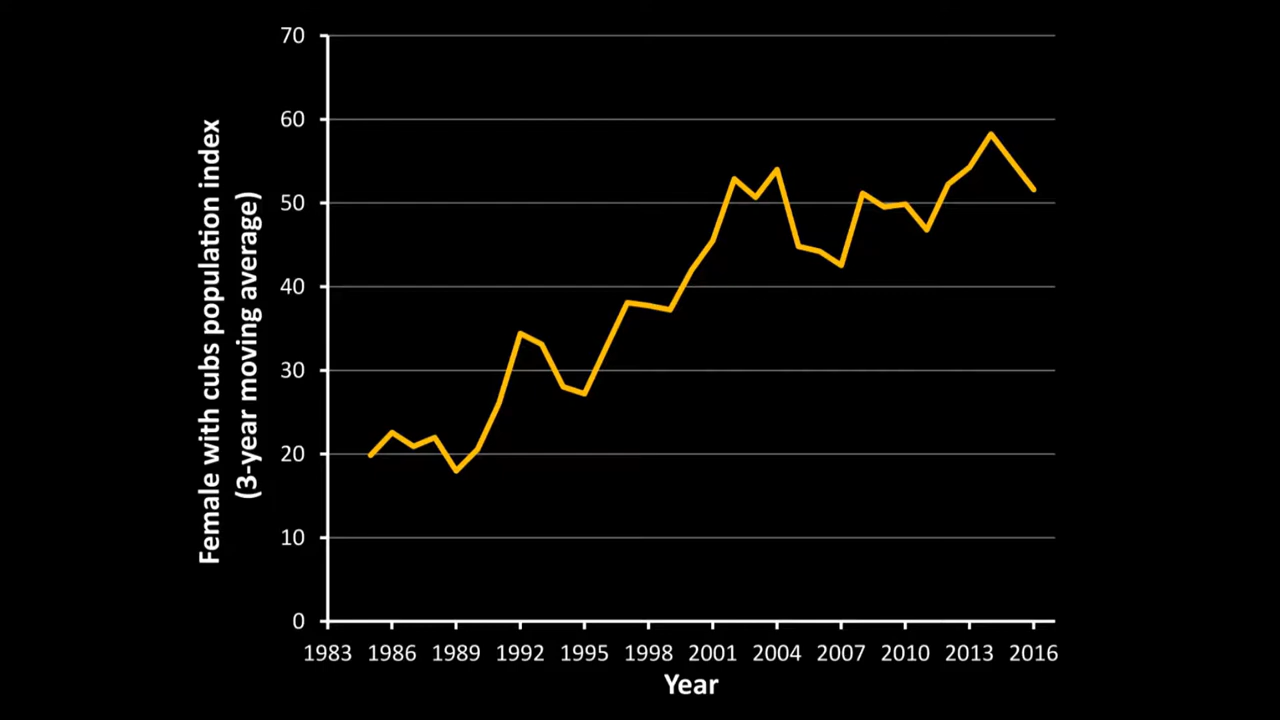 Female with cubs population index
(3-year moving average)
70
60
50
40
30
20
10
0
1983 1986 1989 1992 1995 1998 2001 2004 2007 2010 2013 2016
Year